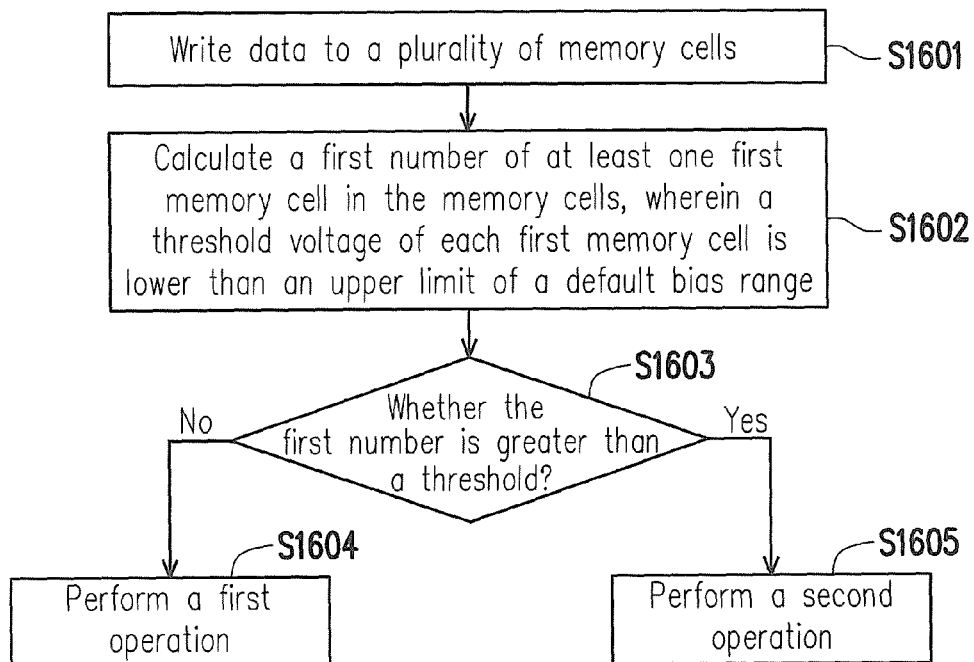 Write data to a plurality of memory cells
S1601
Calculate a first number of at least one first
memory cell in the memory cells, wherein a
threshold voltage of each first memory cell is
lower than an upper limit of a default bias range
S1602
S1603
Whether the
first number is greater than
a threshold?
No
Yes
S1604
Perform a first
operation
S1605
Perform a second
operation